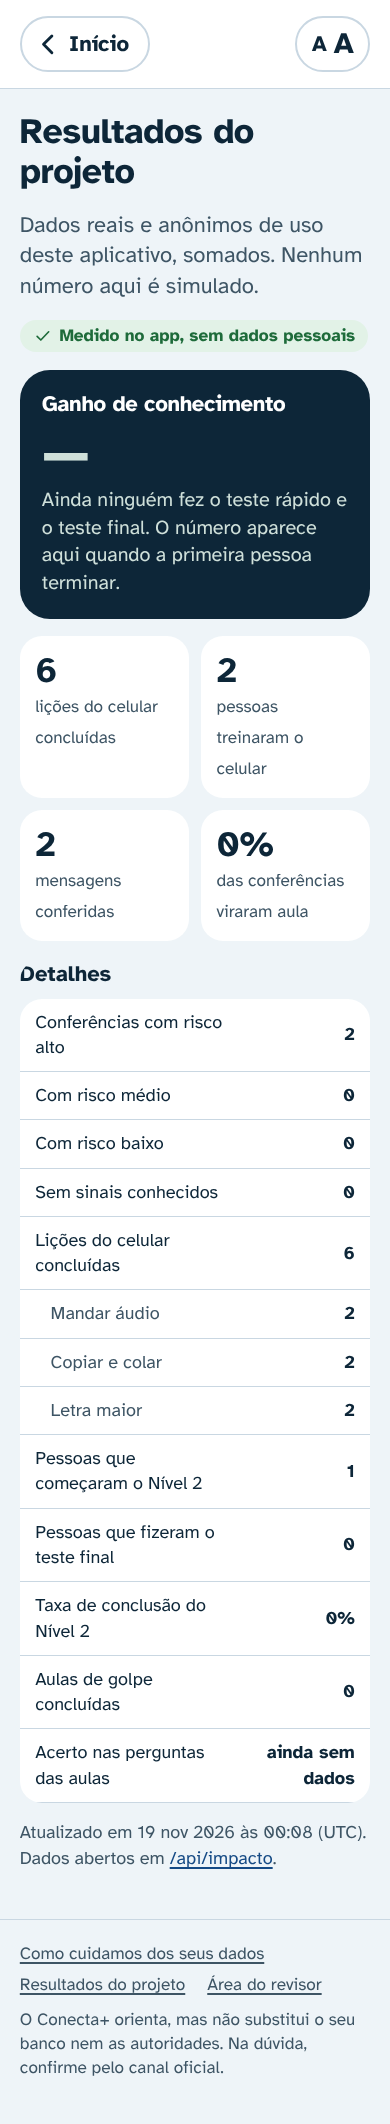 Início
A A
Resultados do
projeto
Dados reais e anônimos de uso
deste aplicativo, somados. Nenhum
número aqui é simulado.
Medido no app, sem dados pessoais
Ganho de conhecimento
—
Ainda ninguém fez o teste rápido e
o teste final. O número aparece
aqui quando a primeira pessoa
terminar.
6
lições do celular
concluídas
2
pessoas
treinaram o
celular
2
mensagens
conferidas
0%
das conferências
viraram aula
Detalhes
Conferências com risco
alto
2
Com risco médio
0
Com risco baixo
0
Sem sinais conhecidos
0
Lições do celular
concluídas
6
Mandar áudio
2
Copiar e colar
2
Letra maior
2
Pessoas que
começaram o Nível 2
1
Pessoas que fizeram o
teste final
0
Taxa de conclusão do
Nível 2
0%
Aulas de golpe
concluídas
0
Acerto nas perguntas
das aulas
ainda sem
dados
Atualizado em 19 nov 2026 às 00:08 (UTC).
Dados abertos em /api/impacto.
Como cuidamos dos seus dados
Resultados do projeto Área do revisor
O Conecta+ orienta, mas não substitui o seu
banco nem as autoridades. Na dúvida,
confirme pelo canal oficial.